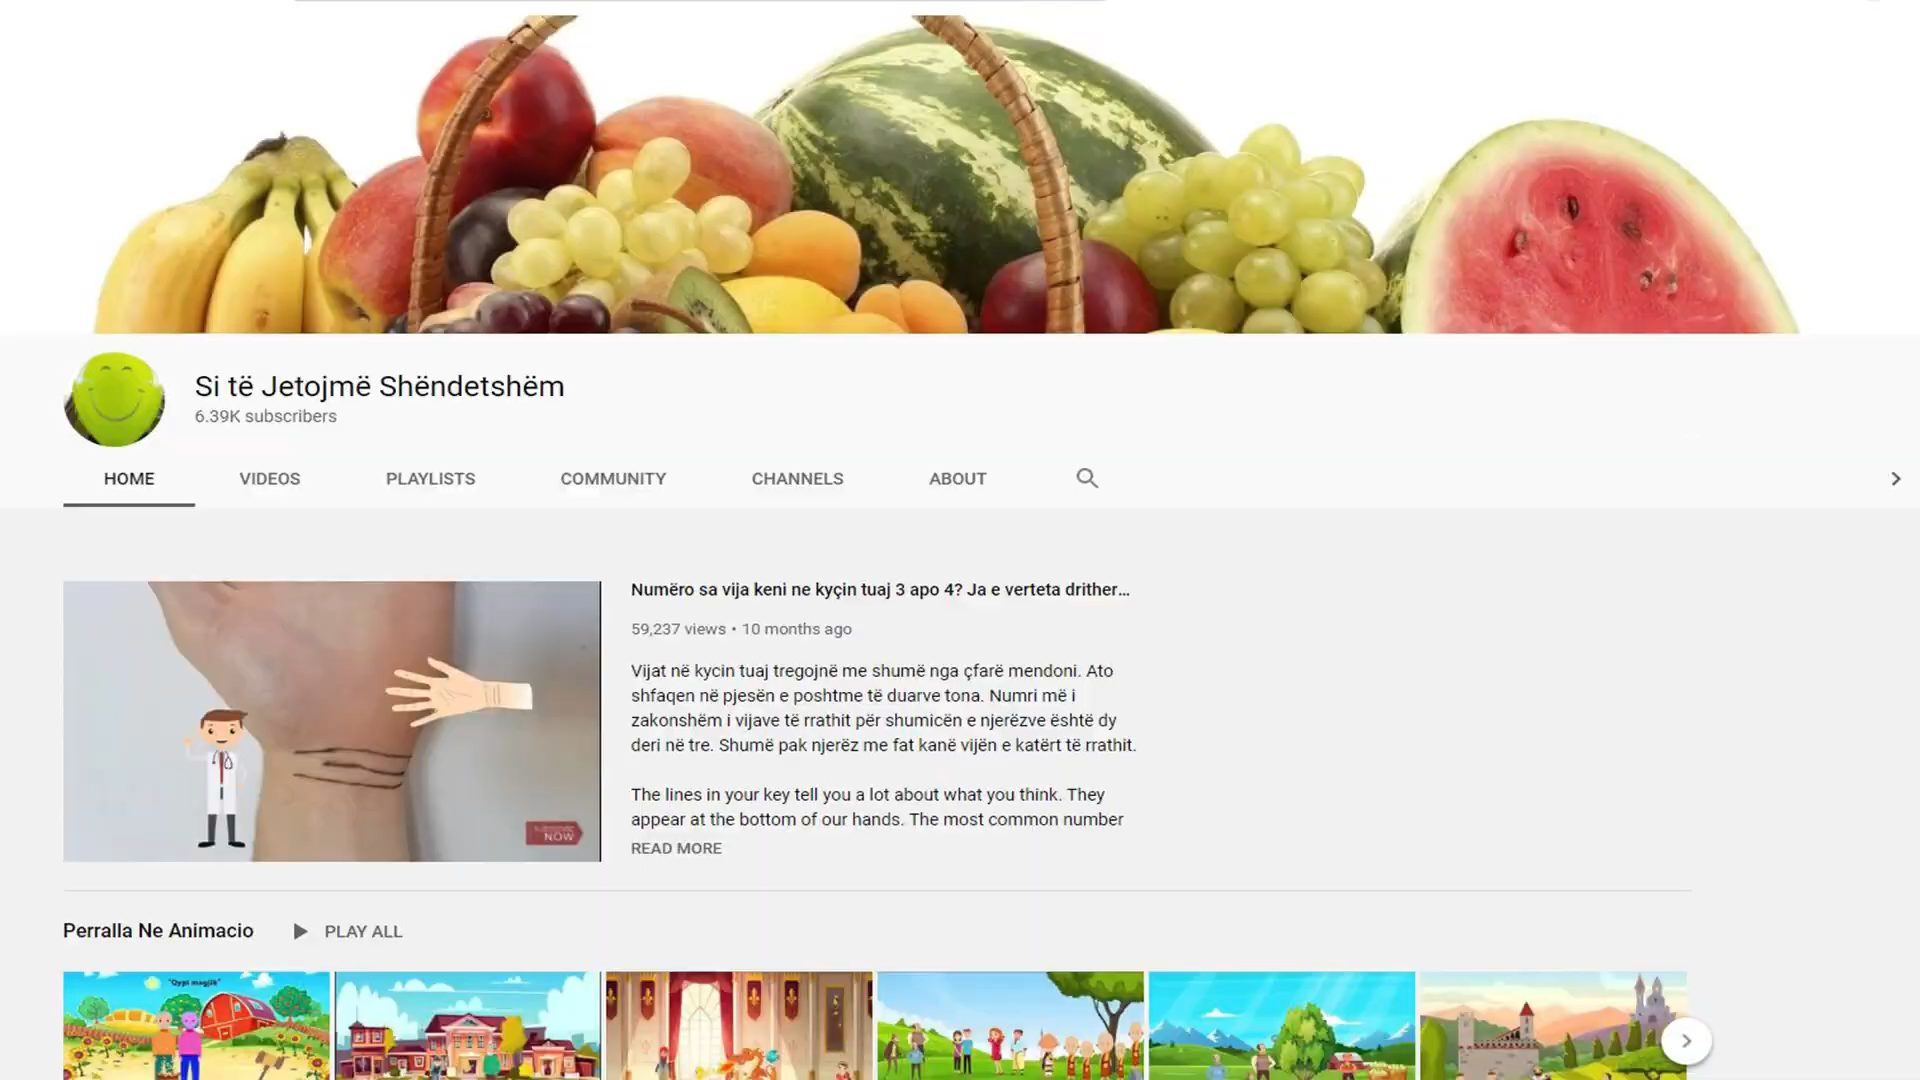 Si të Jetojmë Shëndetshëm
6.39K subscribers
HOME VIDEOS PLAYLISTS COMMUNITY CHANNELS ABOUT
Numëro sa vija keni ne kyçin tuaj 3 apo 4? Ja e verteta drither...
59,237 views • 10 months ago
Vijat në kycin tuaj tregojnë me shumë nga çfarë mendoni. Ato
shfaqen në pjesën e poshtme të duarve tona. Numri më i
zakonshëm i vijave të rrathit për shumicën e njerëzve është dy
deri në tre. Shumë pak njerëz me fat kanë vijën e katërt të rrathit.
The lines in your key tell you a lot about what you think. They
appear at the bottom of our hands. The most common number
READ MORE
NOW
Perralla Ne Animacio PLAY ALL
"Qypi magjik"